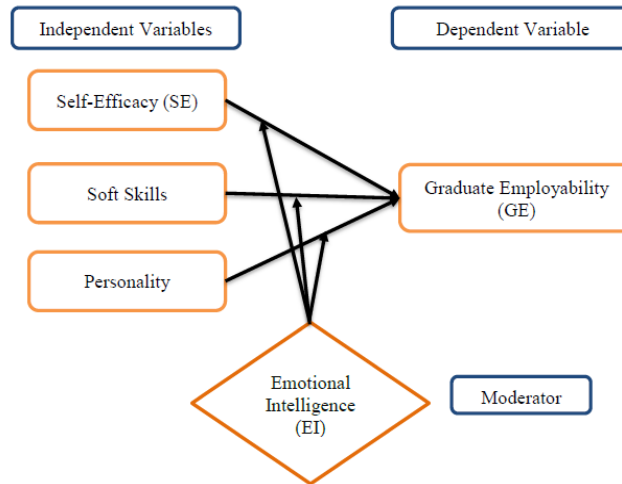 Independent Variables
Dependent Variable
Self-Efficacy (SE)
Soft Skills
Graduate Employability
(GE)
Personality
Emotional
Intelligence
(EI)
Moderator